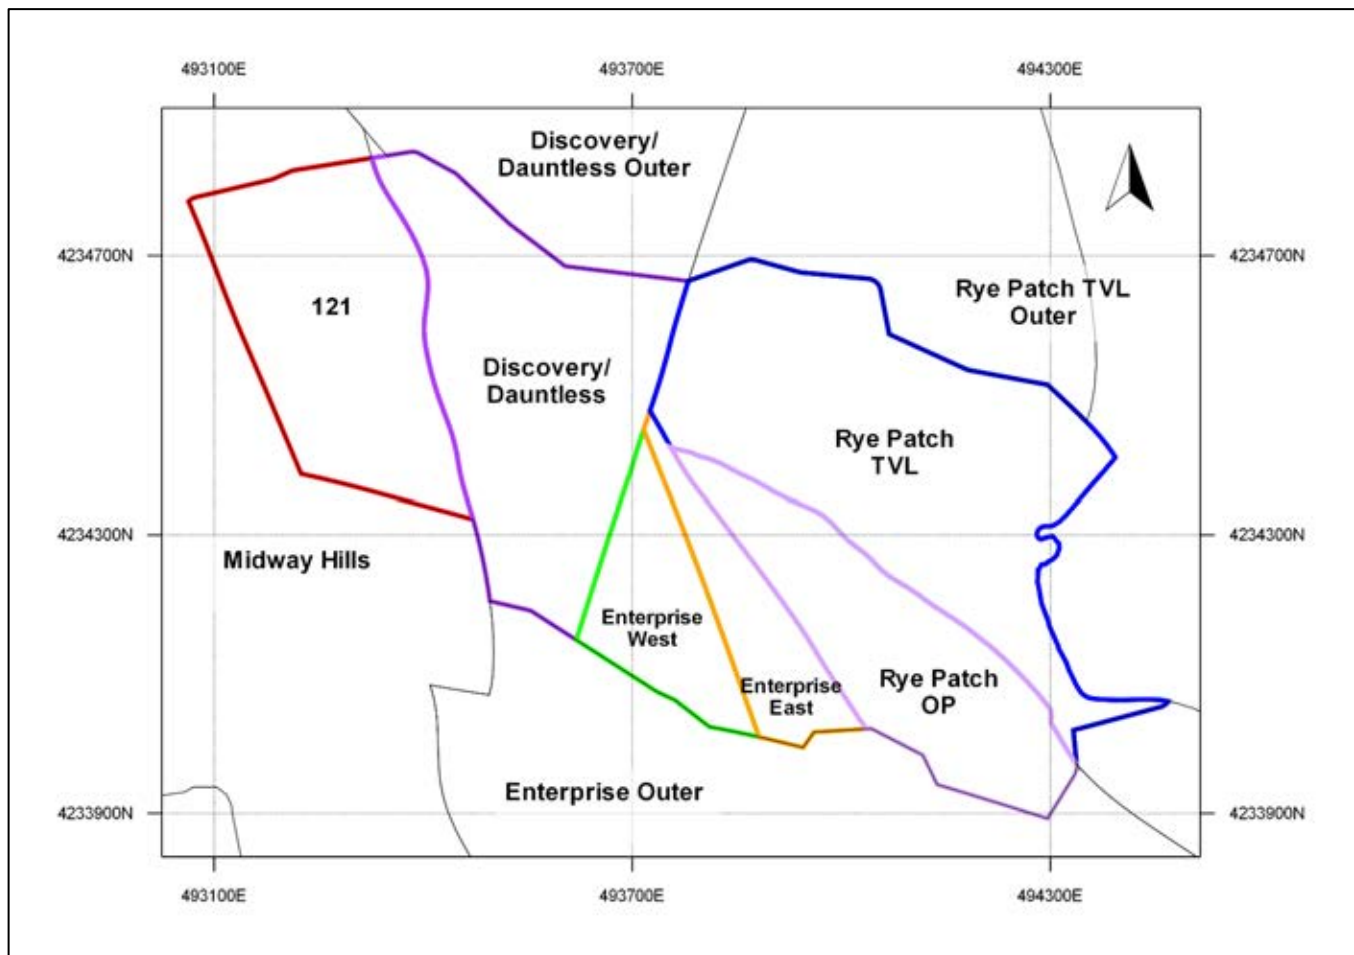 493100E
493700E
494300E
Discovery/
Dauntless Outer
4234700N
4234700N
Rye Patch TVL
Outer
121
Discovery/
Dauntless
Rye Patch
TVL
4234300N
4234300N
Midway Hills
Enterprise
West
Enterprise
East
Rye Patch
OP
Enterprise Outer
4233900N
4233900N
493100E
493700E
494300E